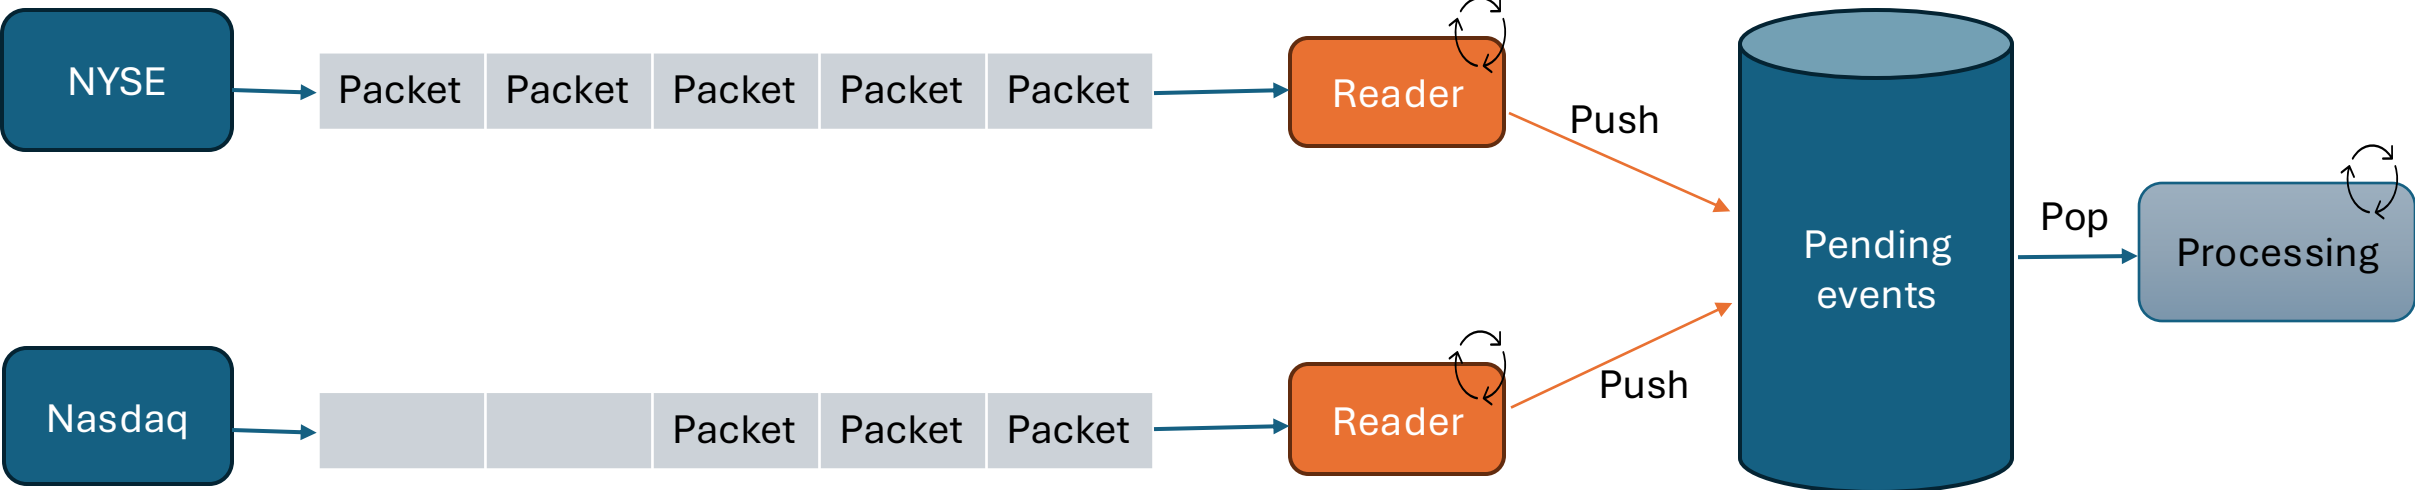 NYSE
Packet Packet Packet Packet Packet
Reader
Push
Pending
events
Pop
Processing
Nasdaq
Packet Packet Packet
Reader
Push